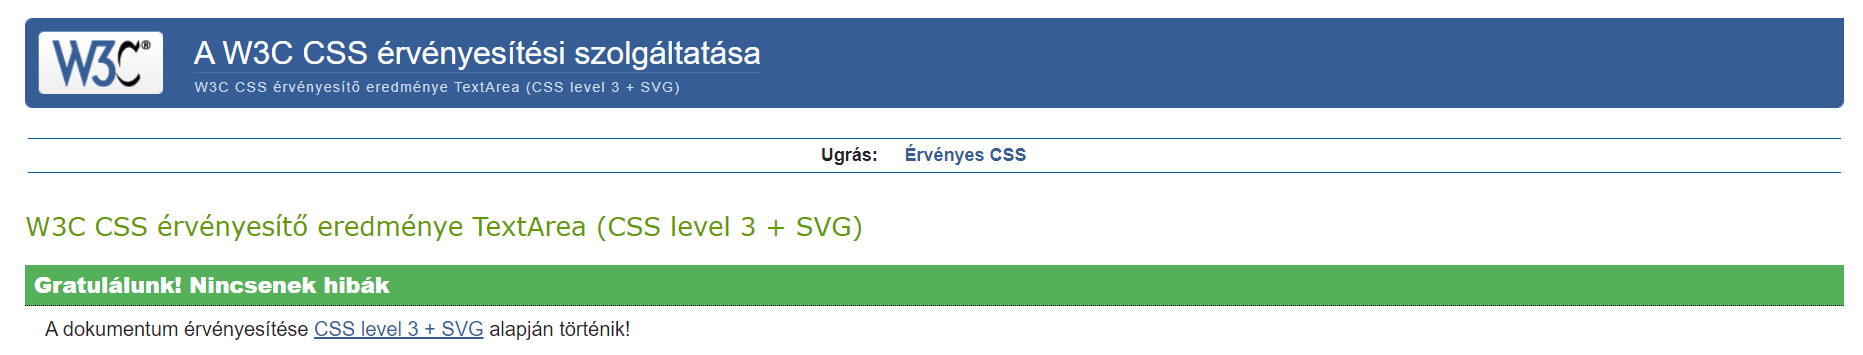 W3C®
A W3C CSS érvényesítési szolgáltatása
W3C CSS érvényesítő eredménye TextArea (CSS level 3 + SVG)
Ugrás: Érvényes CSS
W3C CSS érvényesítő eredménye TextArea (CSS level 3 + SVG)
Gratulálunk! Nincsenek hibák
A dokumentum érvényesítése CSS level 3 + SVG alapján történik!